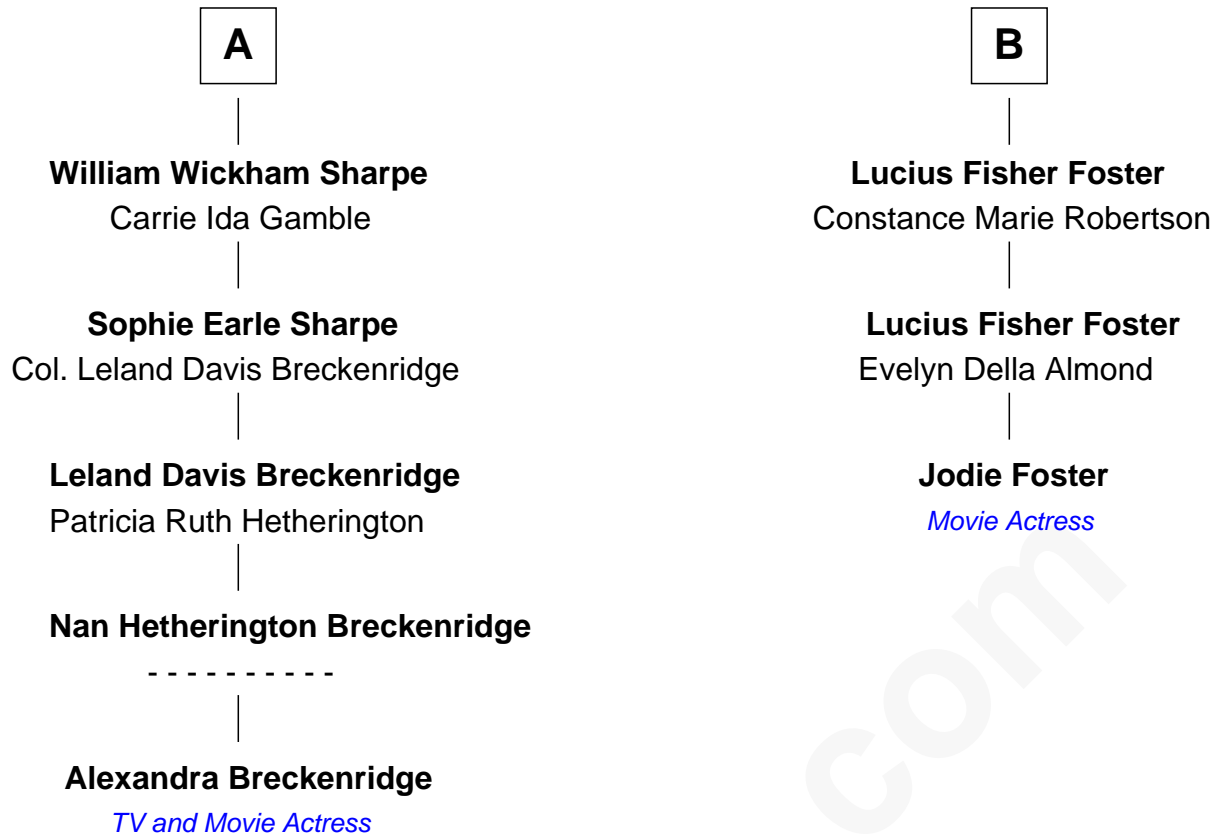 A
William Wickham Sharpe
Carrie Ida Gamble
Sophie Earle Sharpe
Col. Leland Davis Breckenridge
Leland Davis Breckenridge
Patricia Ruth Hetherington
Nan Hetherington Breckenridge
- - - - - - - - - -
Alexandra Breckenridge
TV and Movie Actress
B
Lucius Fisher Foster
Constance Marie Robertson
Lucius Fisher Foster
Evelyn Della Almond
Jodie Foster
Movie Actress
com